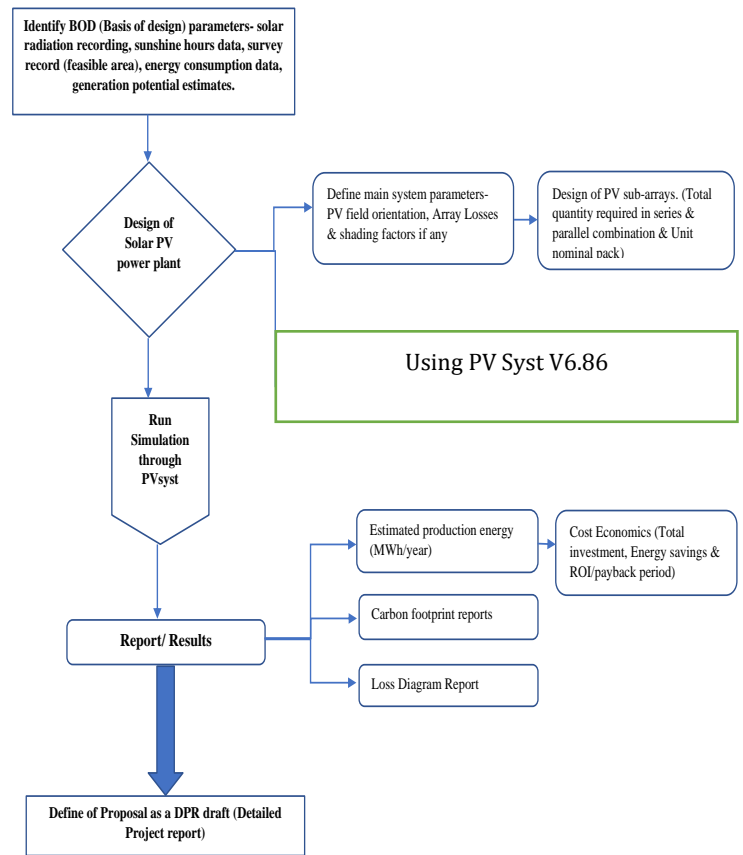 Identify BOD (Basis of design) parameters- solar
radiation recording, sunshine hours data, survey
record (feasible area), energy consumption data,
generation potential estimates.
Design of
Solar PV
power plant
Define main system parameters-
PV field orientation, Array Losses
& shading factors if any
Design of PV sub-arrays. (Total
quantity required in series &
parallel combination & Unit
nominal pack)
Using PV Syst V6.86
Run
Simulation
through
PVsyst
Estimated production energy
(MWh/year)
Cost Economics (Total
investment, Energy savings &
ROI/payback period)
Carbon footprint reports
Report/ Results
Loss Diagram Report
Define of Proposal as a DPR draft (Detailed
Project report)